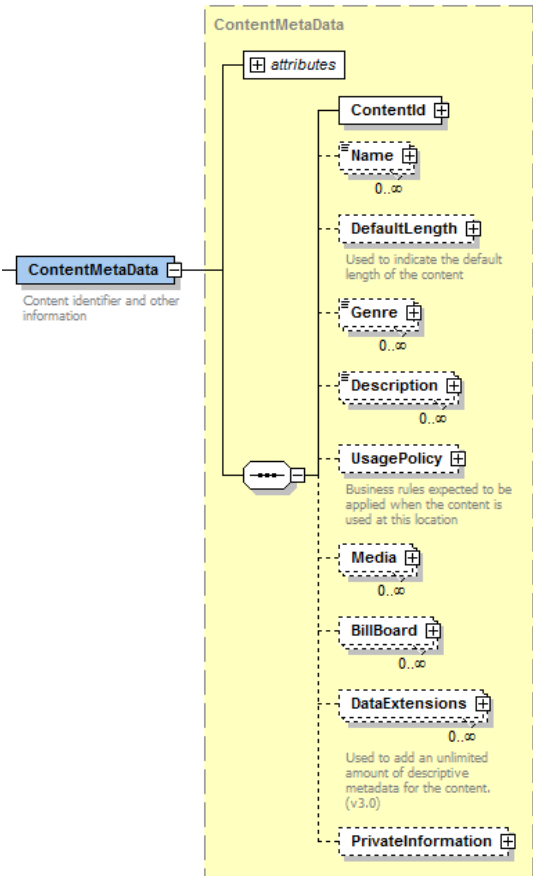 ContentMetaData
attributes
ContentId
Name
0..∞
DefaultLength
Used to indicate the default
length of the content
ContentMetaData
Content identifier and other
information
Genre
0..∞
Description
0..∞
UsagePolicy
Business rules expected to be
applied when the content is
used at this location
Media
0..∞
BillBoard
0..∞
DataExtensions
0..∞
Used to add an unlimited
amount of descriptive
metadata for the content.
(v3.0)
PrivateInformation